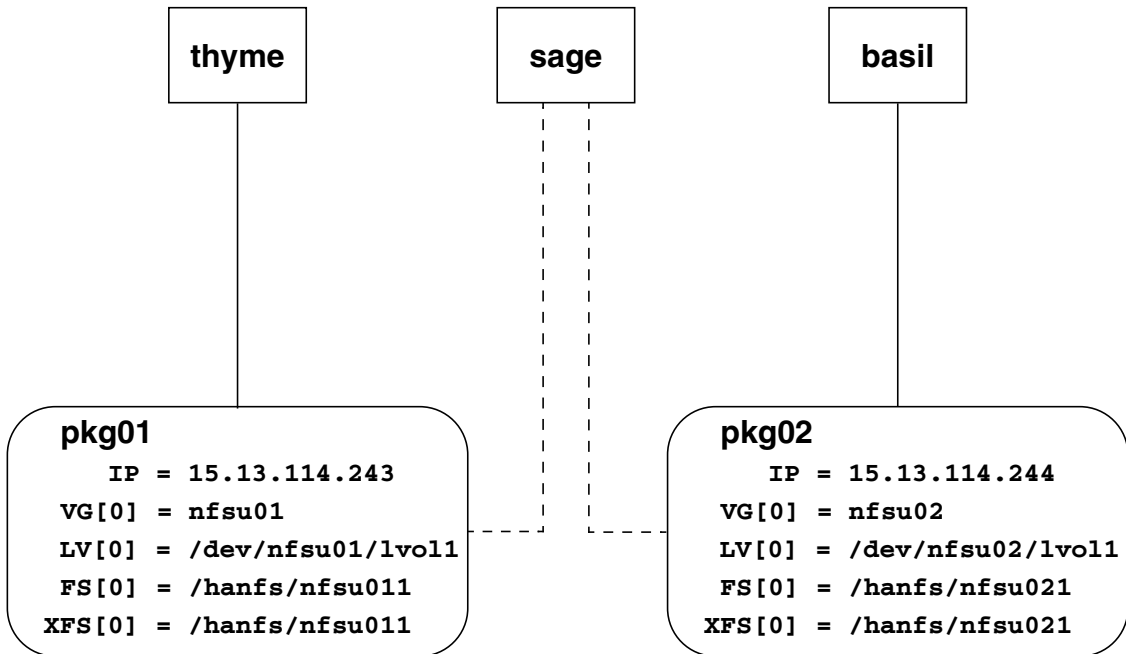 thyme
sage
basil
pkg01
IP = 15.13.114.243
VG[0] = nfsu01
LV[0] = /dev/nfsu01/lvol1
FS[0] = /hanfs/nfsu011
XFS[0] = /hanfs/nfsu011
pkg02
IP = 15.13.114.244
VG[0] = nfsu02
LV[0] = /dev/nfsu02/lvol1
FS[0] = /hanfs/nfsu021
XFS[0] = /hanfs/nfsu021